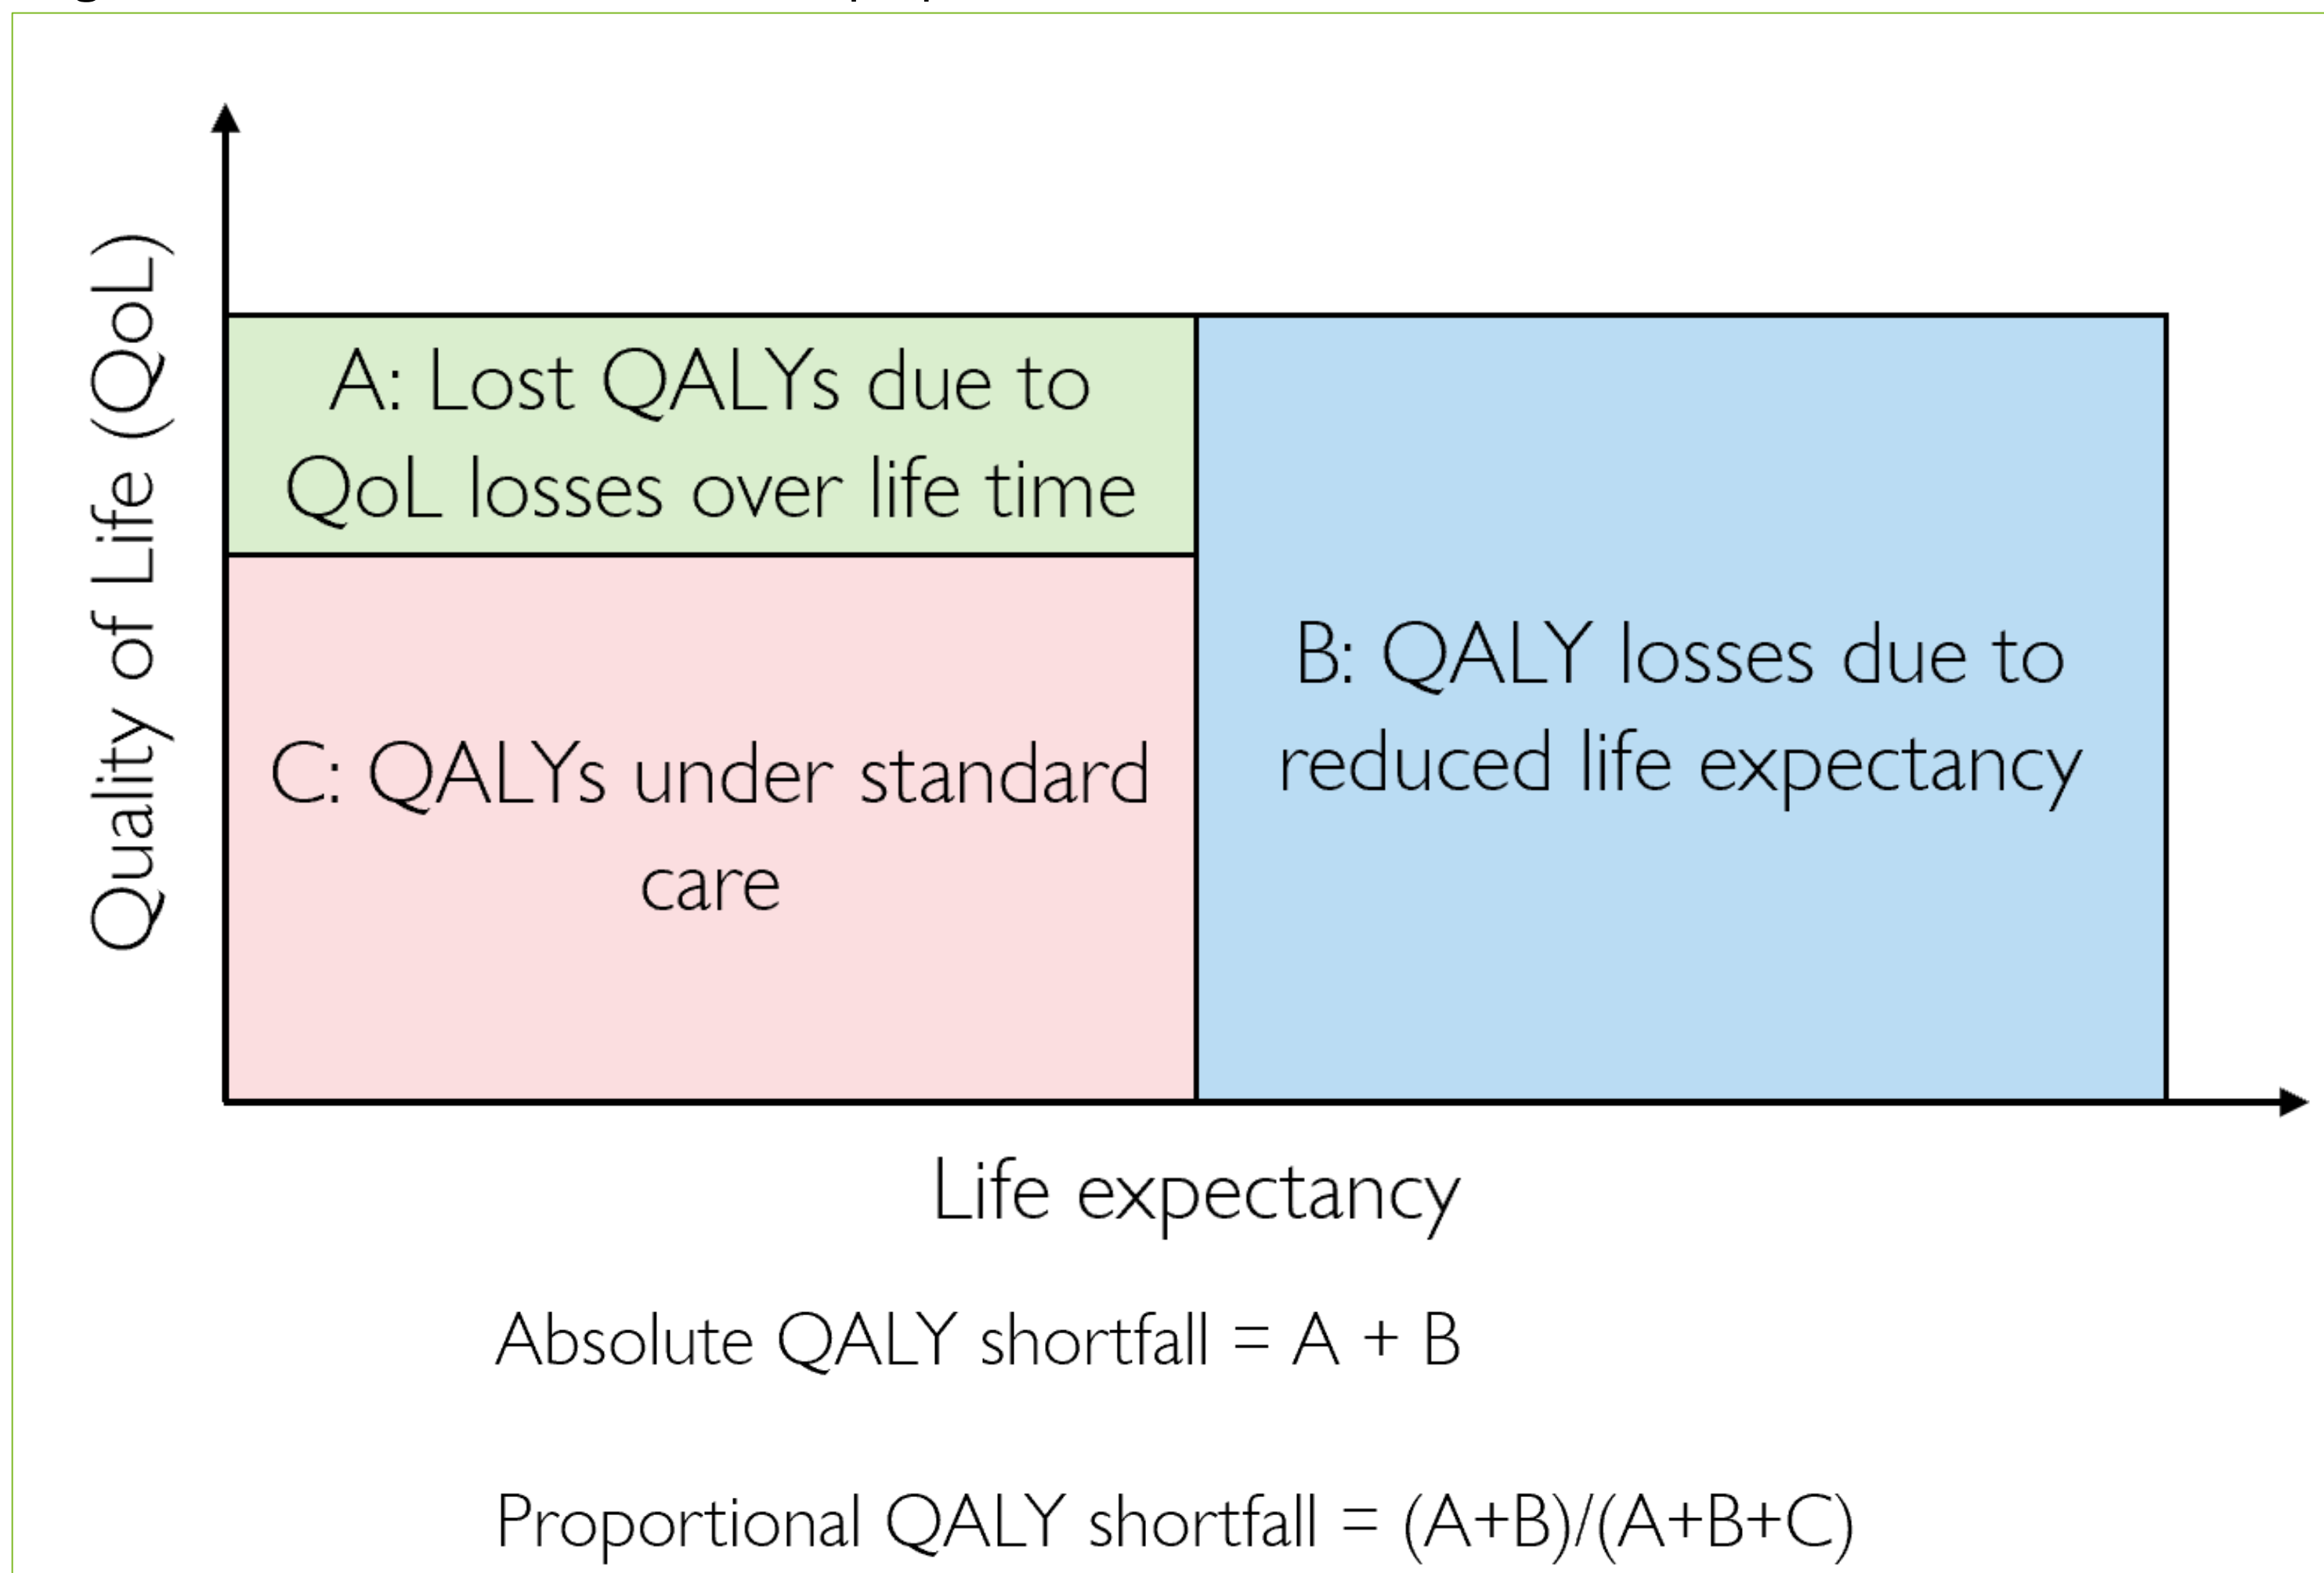 Quality of Life (QoL)
A: Lost QALYs due to
QoL losses over life time
C: QALYs under standard
care
B: QALY losses due to
reduced life expectancy
Life expectancy
Absolute QALY shortfall = A + B
Proportional QALY shortfall = (A+B)/(A+B+C)